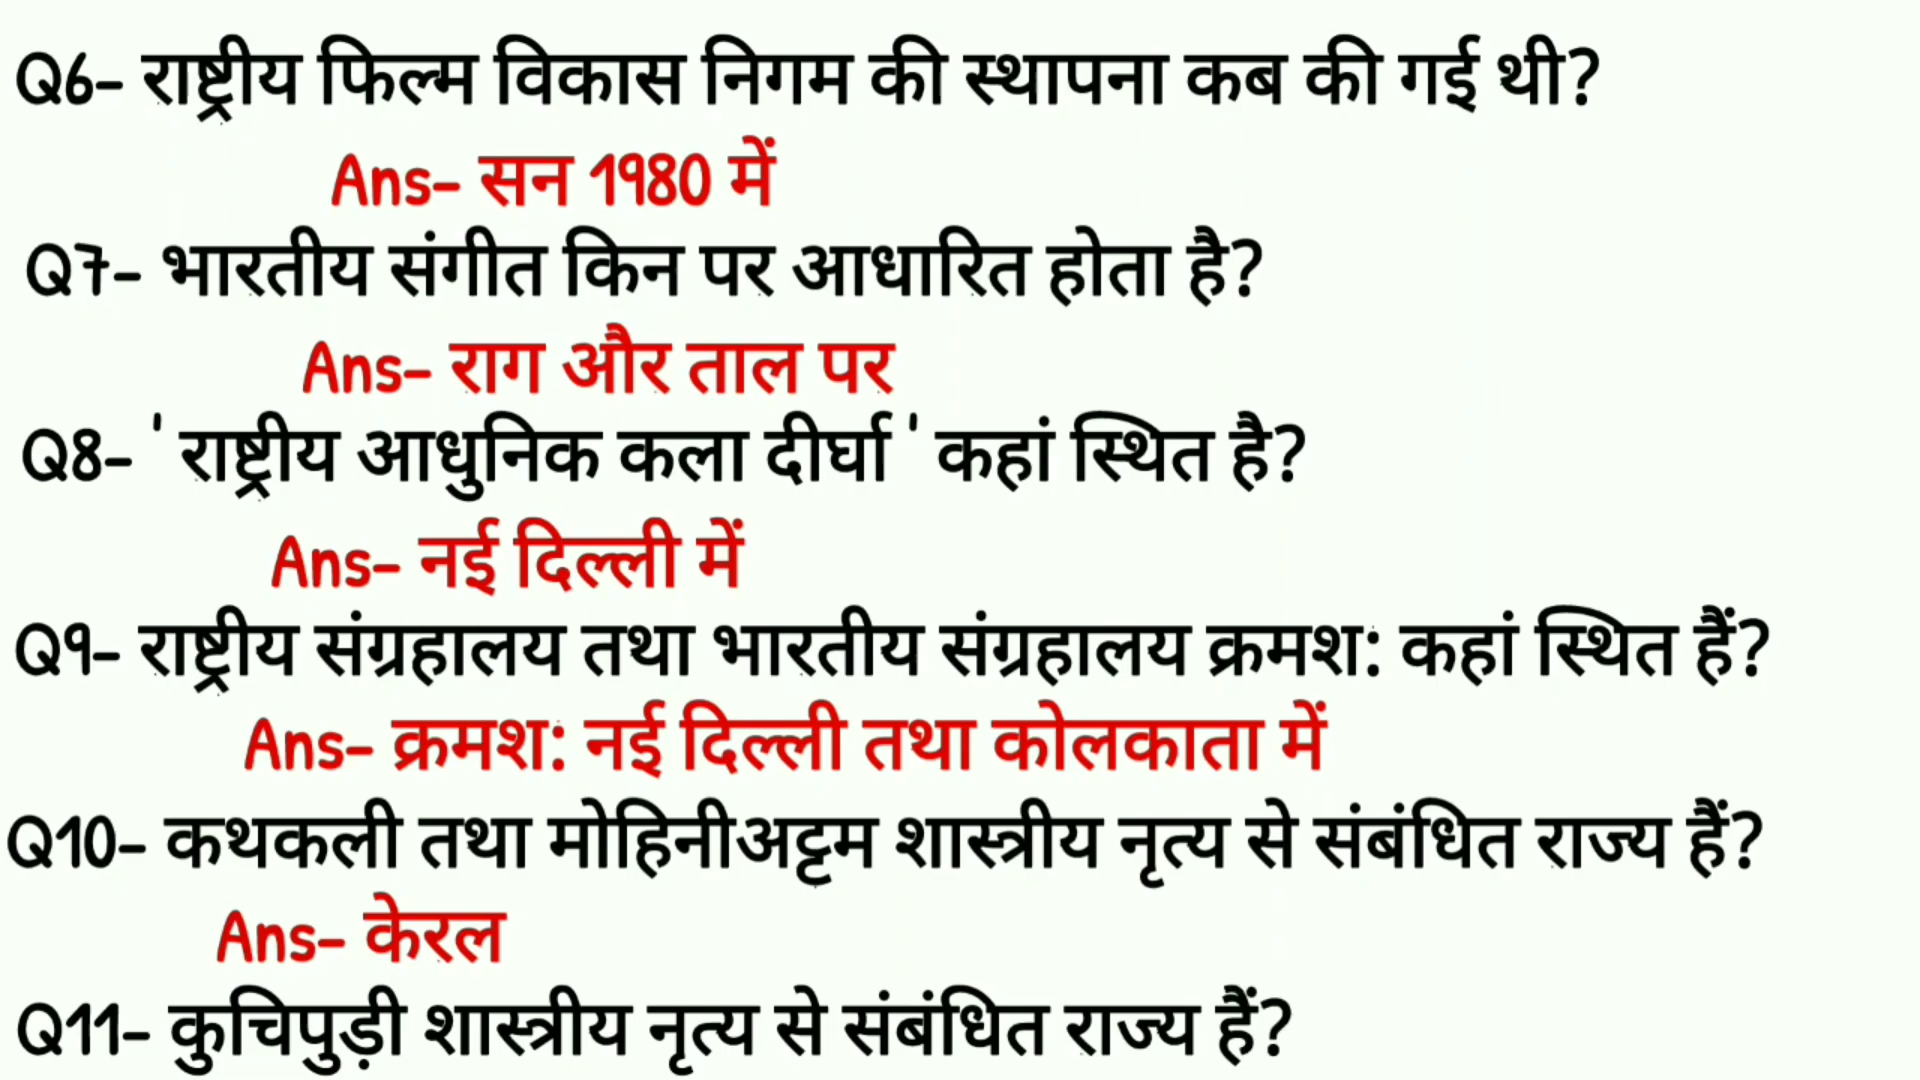 Q6- राष्ट्रीय फिल्म विकास निगम की स्थापना कब की गई थी?
Ans- सन 1980 में
Q7- भारतीय संगीत किन पर आधारित होता है?
Ans- राग और ताल पर
Q8- ' राष्ट्रीय आधुनिक कला दीर्घा ' कहां स्थित है?
Ans- नई दिल्ली में
Q9- राष्ट्रीय संग्रहालय तथा भारतीय संग्रहालय क्रमश: कहां स्थित हैं?
Ans- क्रमश: नई दिल्ली तथा कोलकाता में
Q10- कथकली तथा मोहिनीअट्टम शास्त्रीय नृत्य से संबंधित राज्य हैं?
Ans- केरल
Q11- कुचिपुड़ी शास्त्रीय नृत्य से संबंधित राज्य हैं?